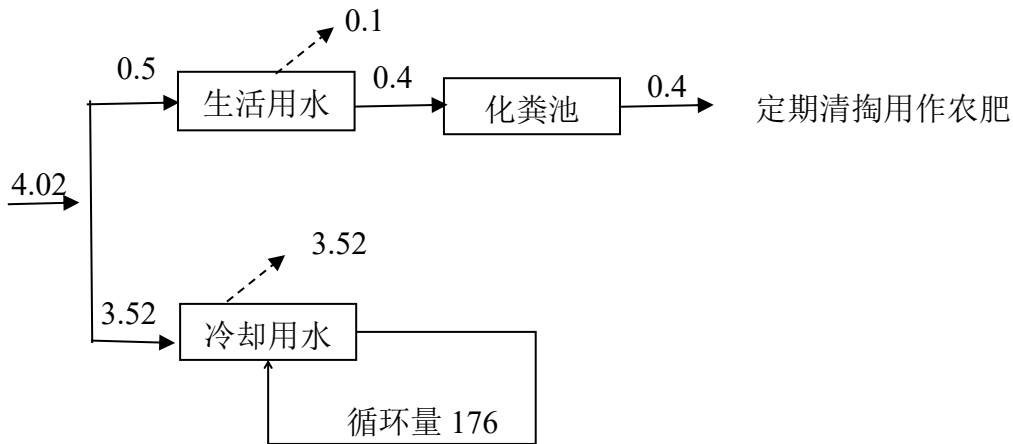 0.1
0.5
生活用水
0.4
化粪池
0.4
定期清掏用作农肥
4.02
3.52
3.52
冷却用水
循环量 176